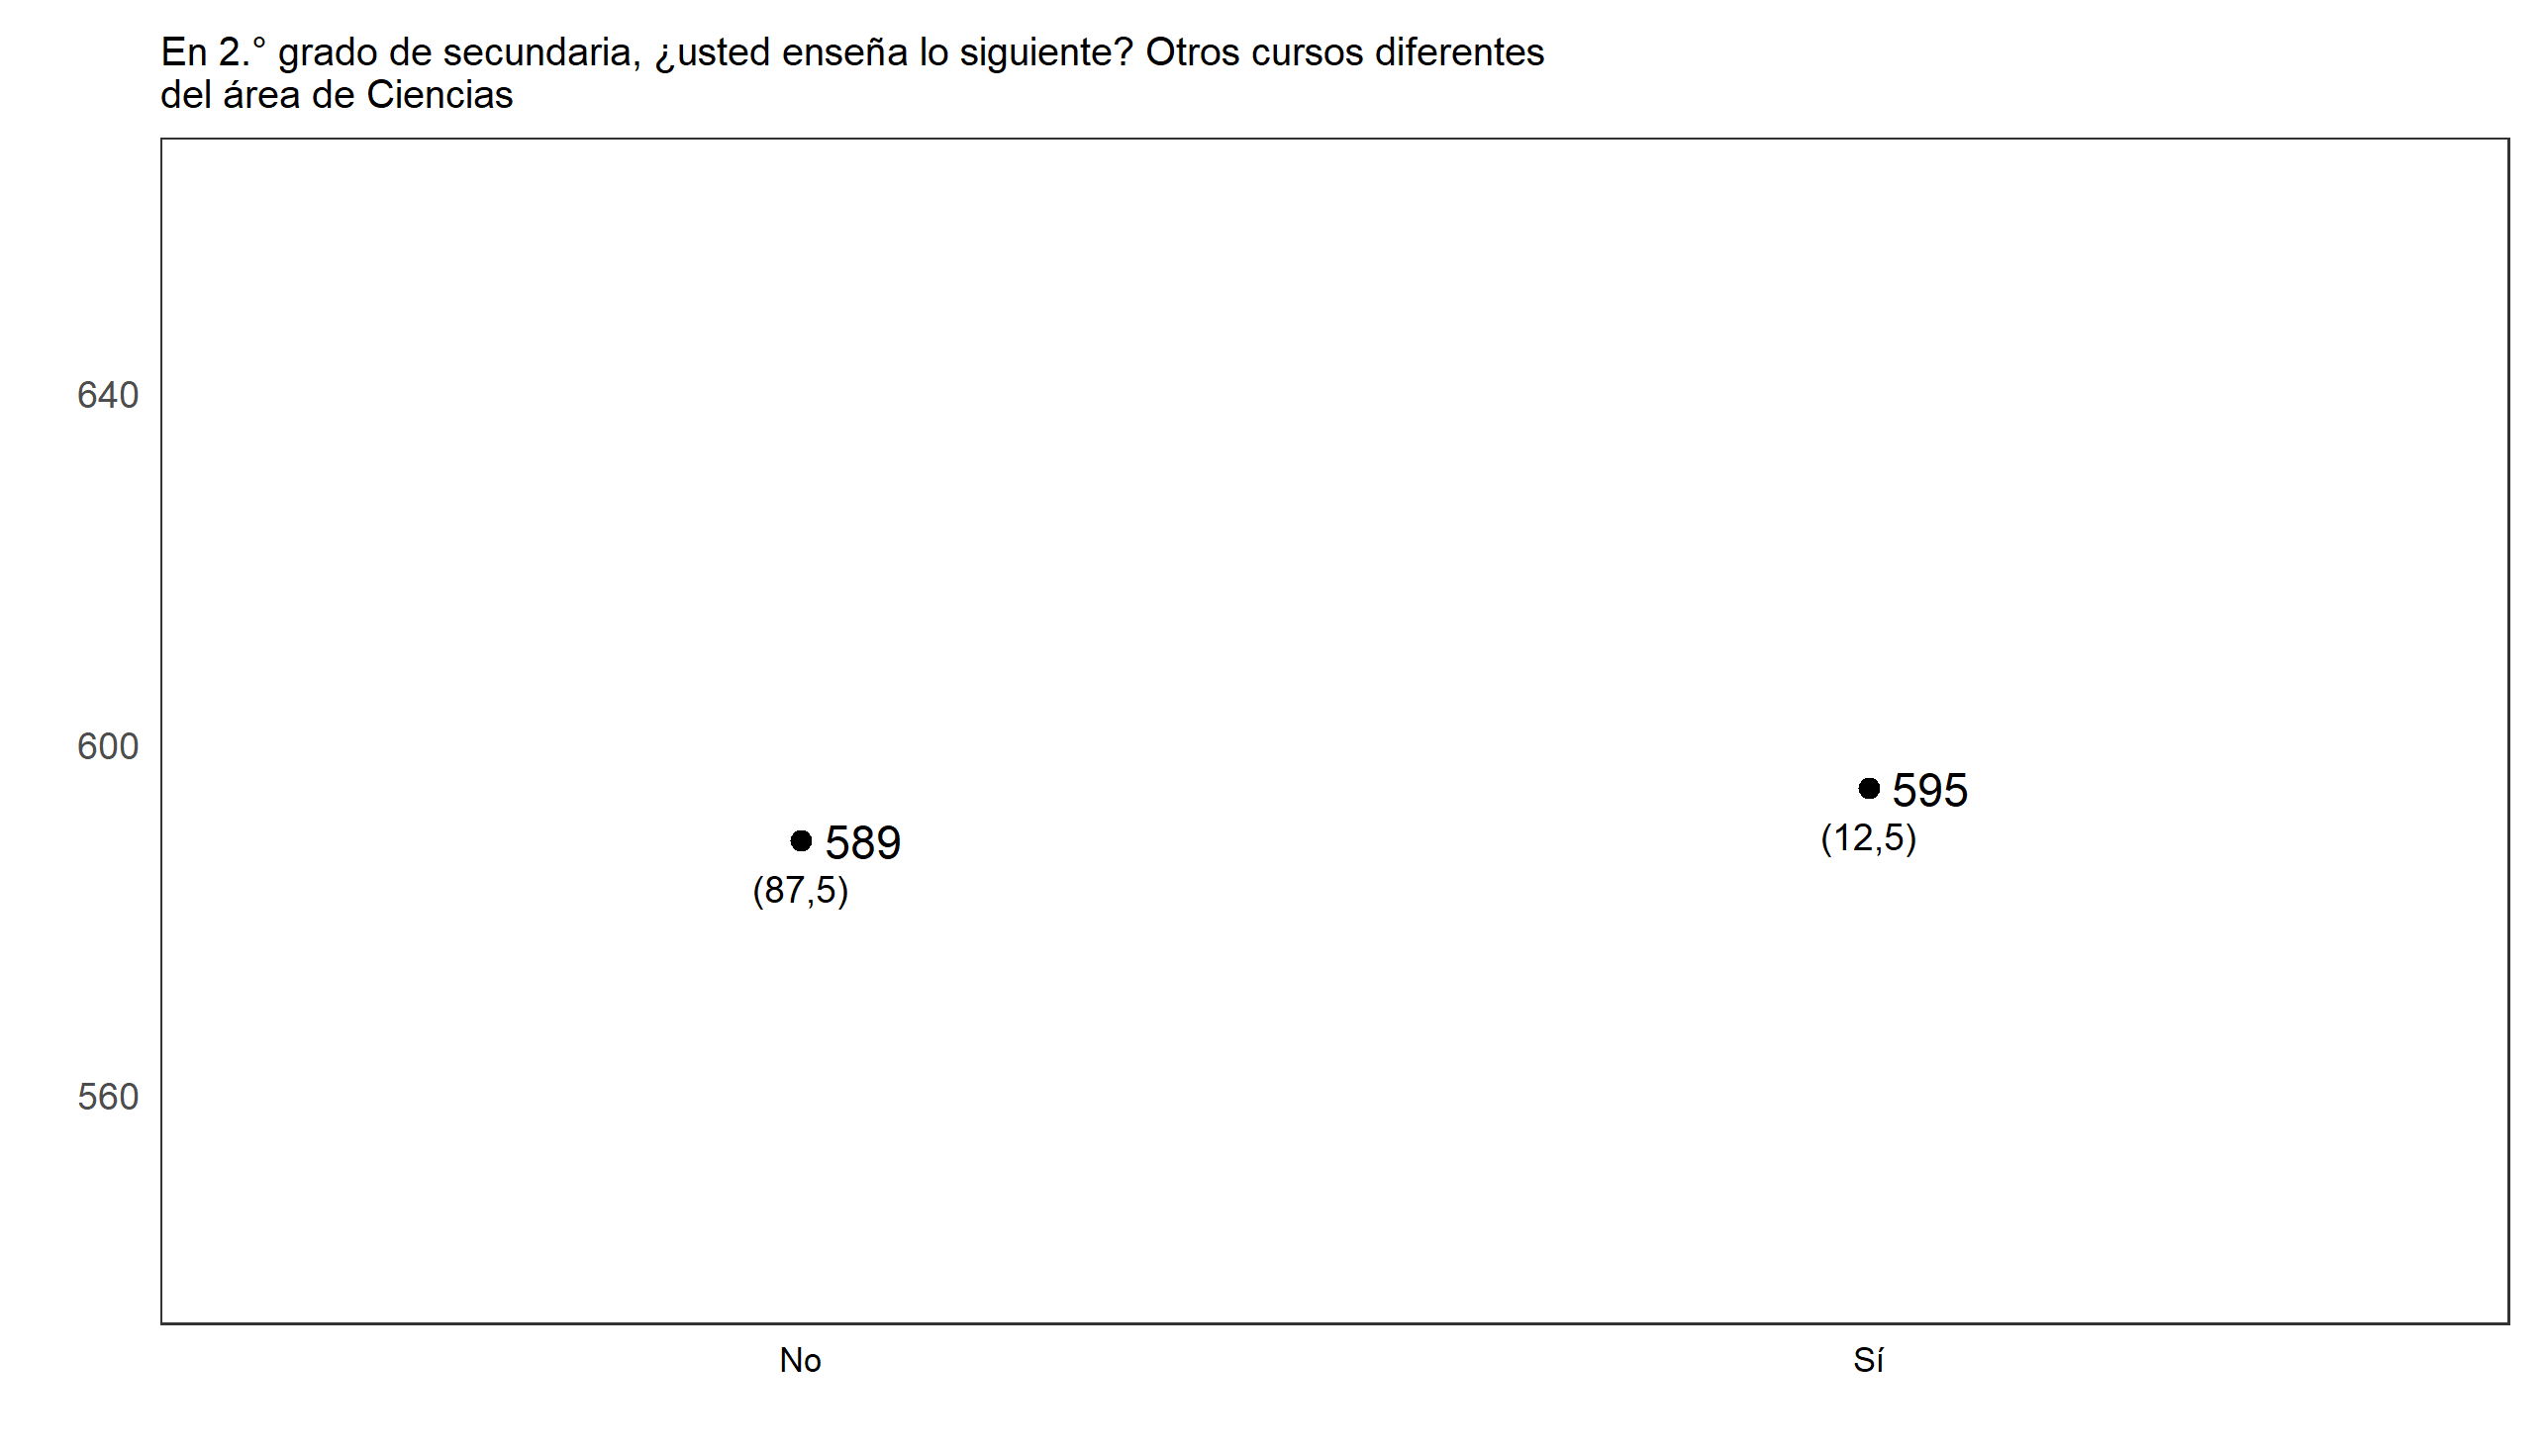 En 2.° grado de secundaria, ¿usted enseña lo siguiente? Otros cursos diferentes
del área de Ciencias
640
600
560
589
(87,5)
595
(12,5)
No
Sí